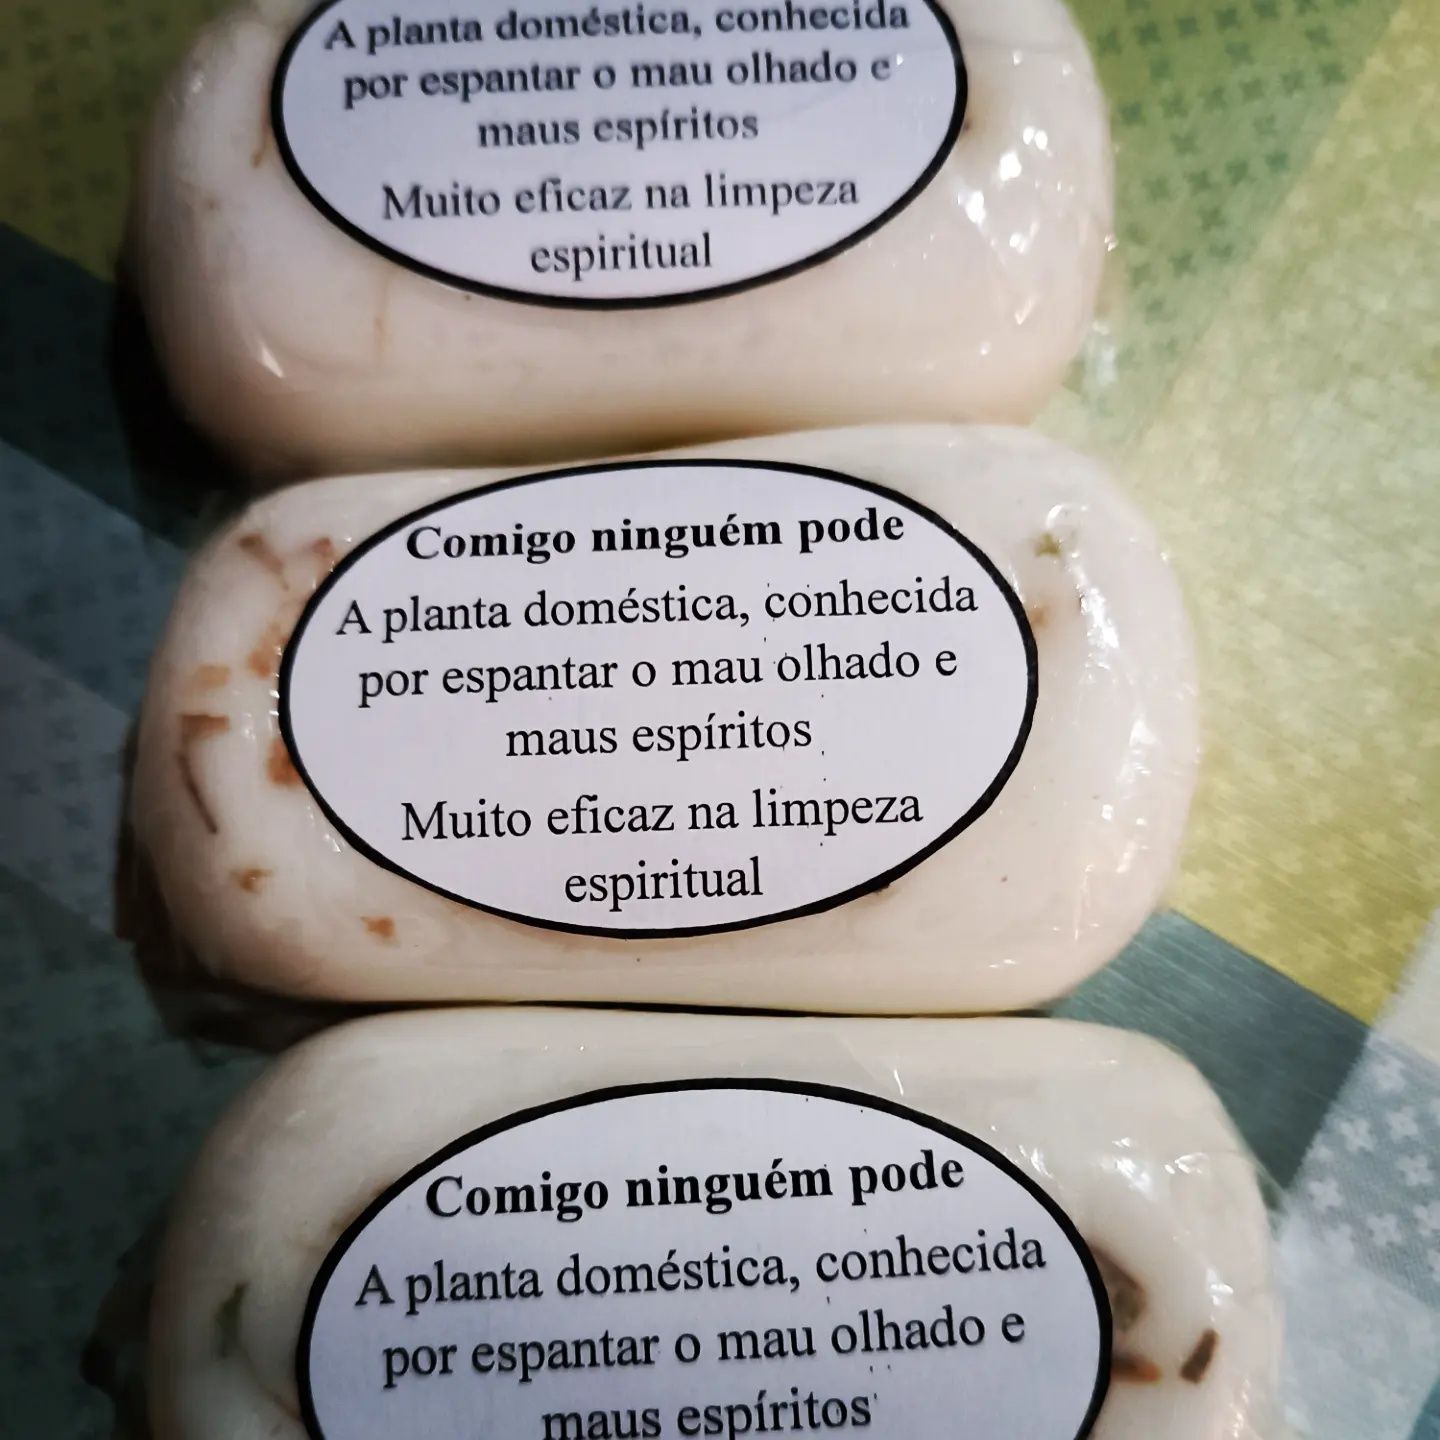 A planta doméstica, conhecida
por espantar o mau olhado e
maus espíritos
Muito eficaz na limpeza
espiritual
Comigo ninguém pode
A planta doméstica, conhecida
por espantar o mau olhado e
maus espíritos
Muito eficaz na limpeza
espiritual
Comigo ninguém pode
A planta doméstica, conhecida
por espantar o mau olhado e
maus espíritos